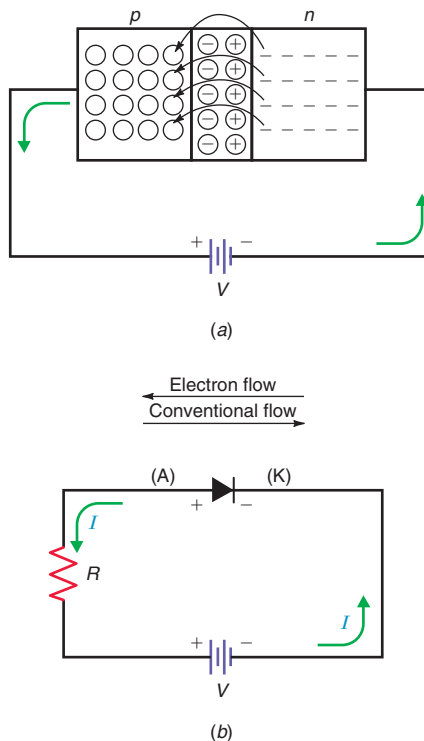 p n
− + 
− + 
− + 
− + 
− + 
+ −
V
(a)
Electron flow
Conventional flow
(A) (K)
+ −
I
R
I
+ −
V
(b)